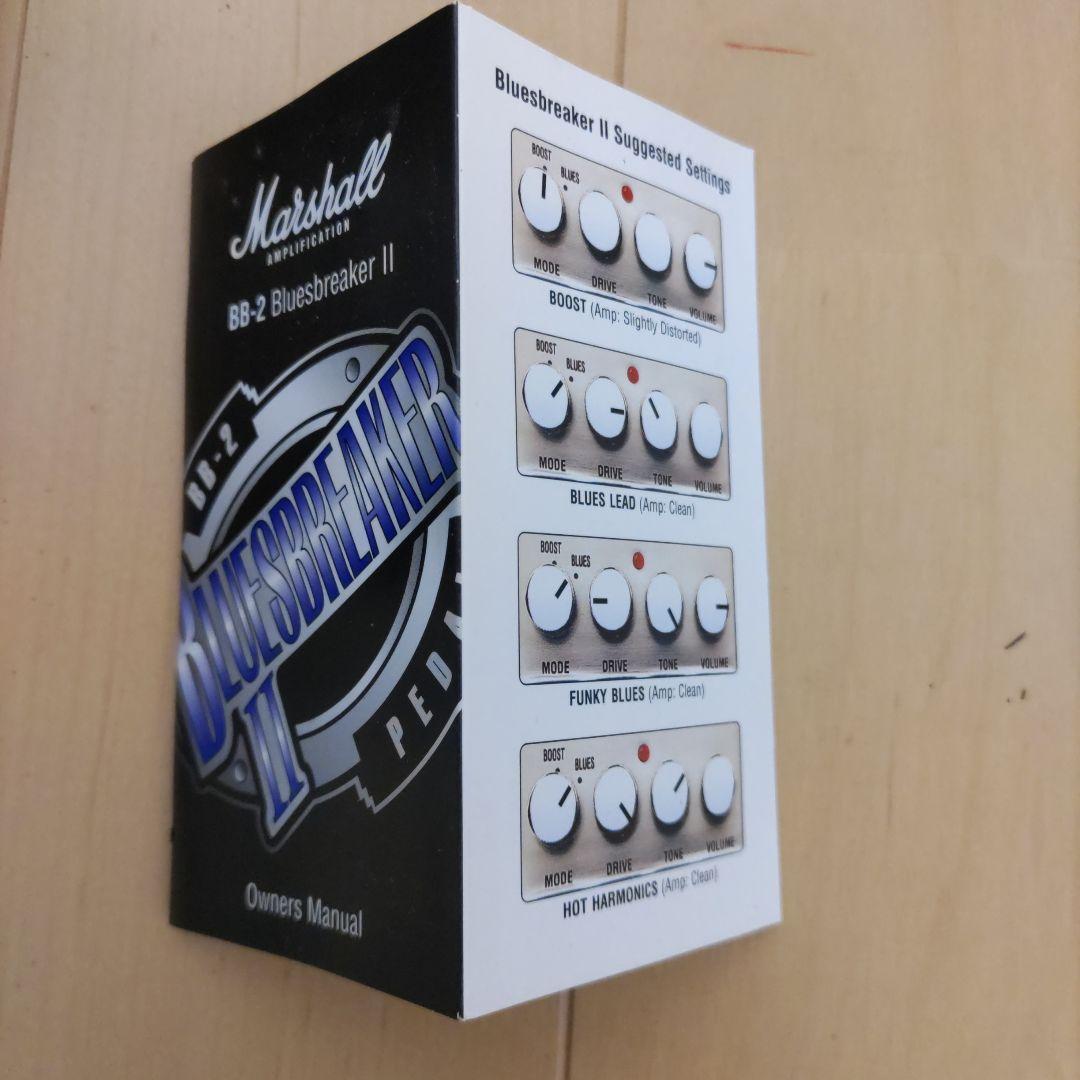 Marshall
AMPLIFICATION
BB-2 Bluesbreaker II
BB-2
BLUESBREAKER
II
PEDAL
Owners Manual
Bluesbreaker II Suggested Settings
BOOST BLUES
MODE DRIVE TONE VOLUME
BOOST (Amp: Slightly Distorted)
BOOST BLUES
MODE DRIVE TONE VOLUME
BLUES LEAD (Amp: Clean)
BOOST BLUES
MODE DRIVE TONE VOLUME
FUNKY BLUES (Amp: Clean)
BOOST BLUES
MODE DRIVE TONE VOLUME
HOT HARMONICS (Amp: Clean)